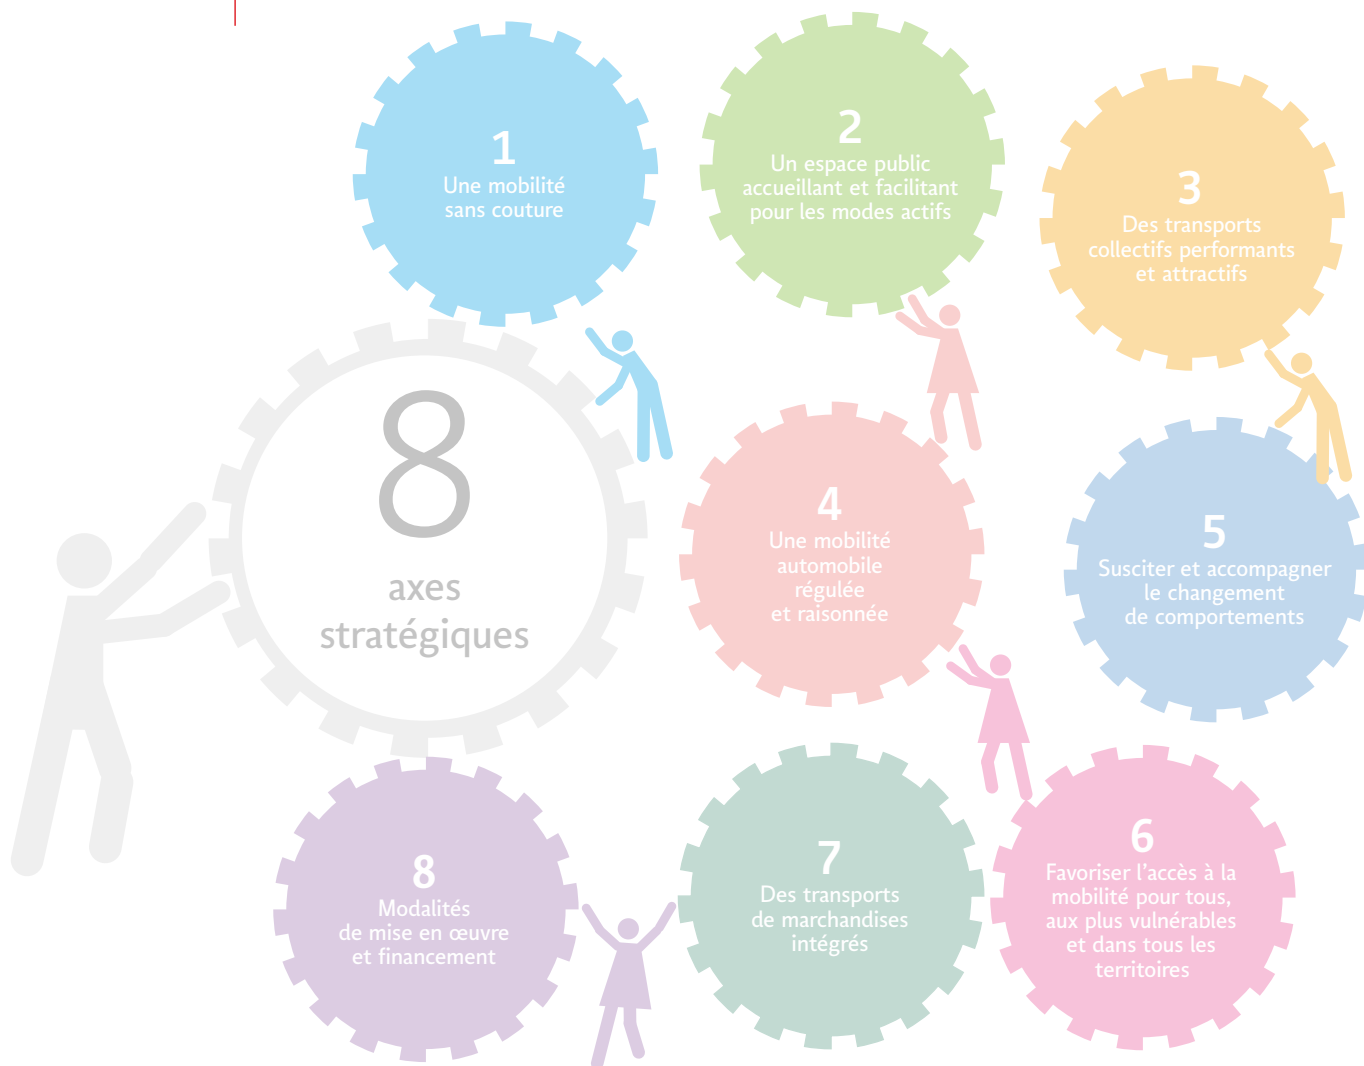 1
Une mobilité
sans couture
2
Un espace public
accueillant et facilitant
pour les modes actifs
3
Des transports
collectifs performants
et attractifs
8
axes
stratégiques
4
Une mobilité
automobile
régulée
et raisonnée
5
Susciter et accompagner
le changement
de comportements
6
Favoriser l’accès à la
mobilité pour tous,
aux plus vulnérables
et dans tous les
territoires
7
Des transports
de marchandises
intégrés
8
Modalités
de mise en œuvre
et financement